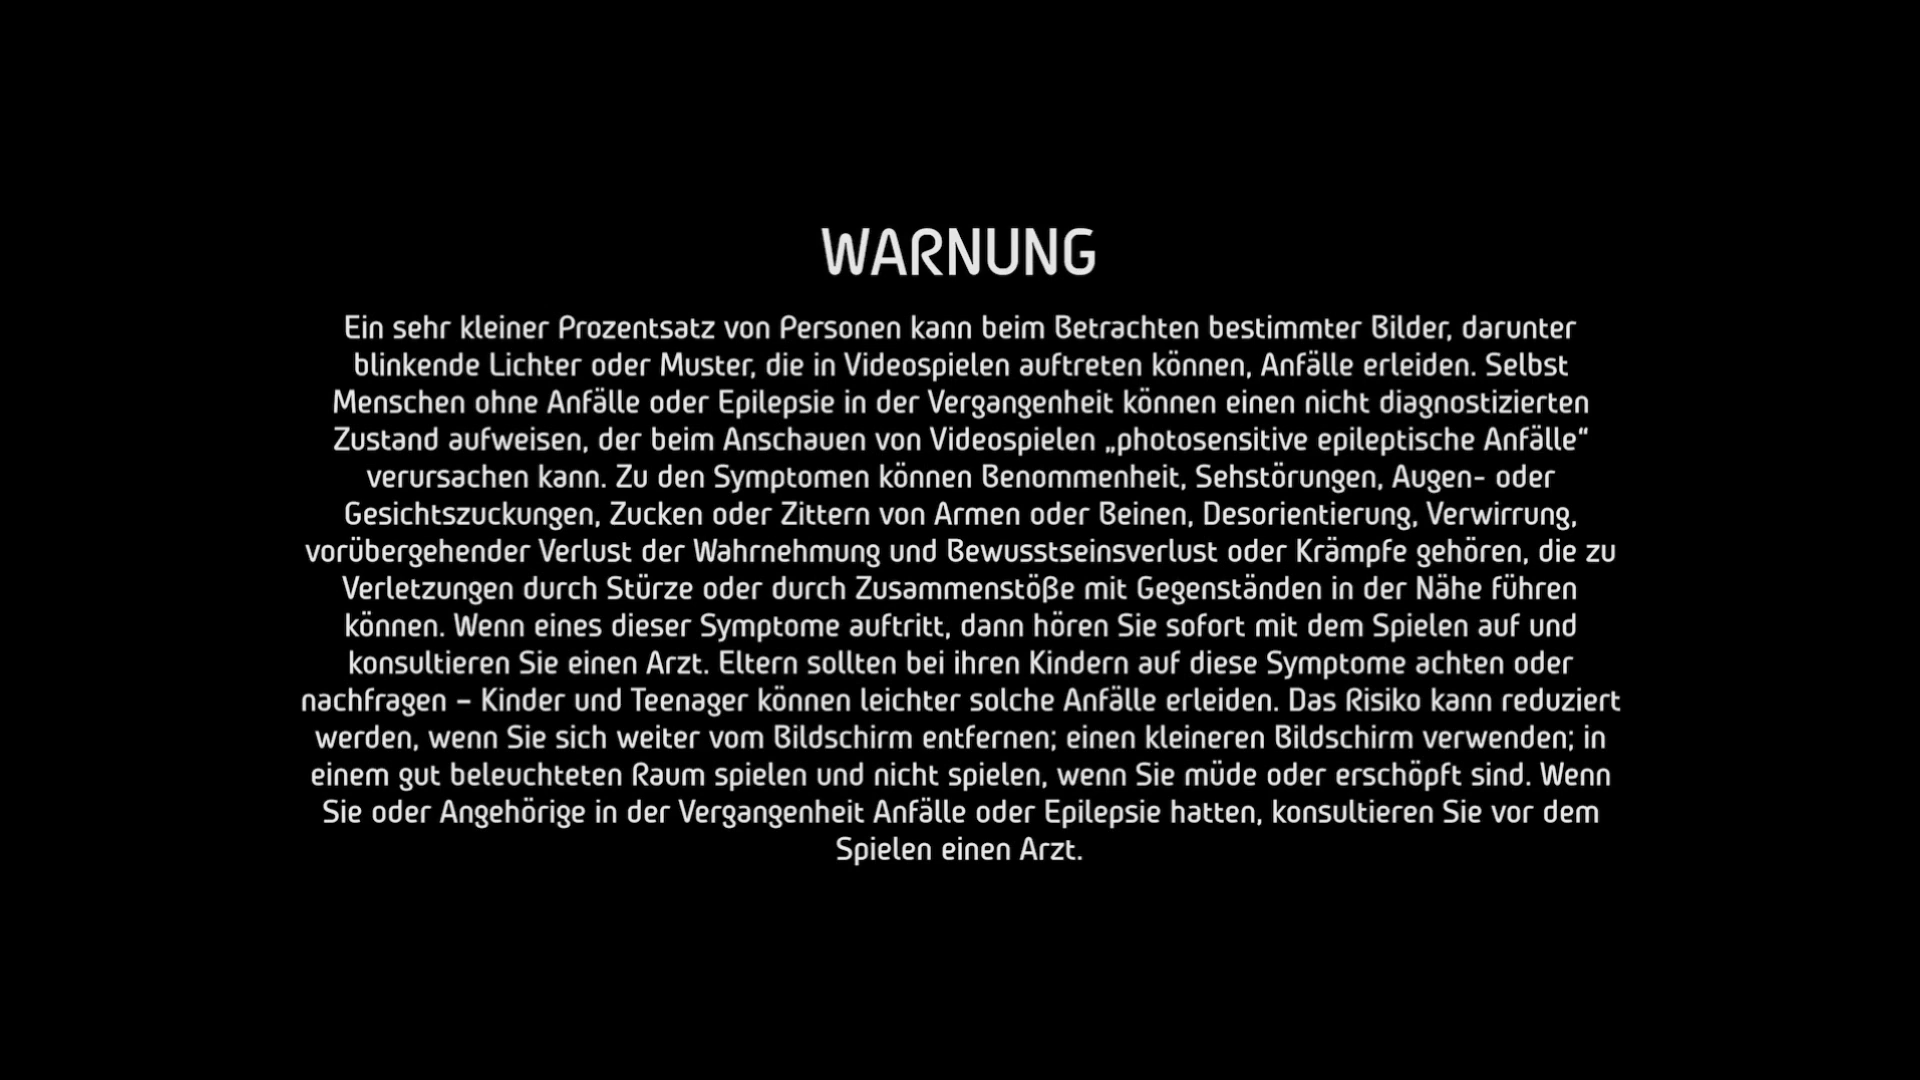 WARNUNG
Ein sehr kleiner Prozentsatz von Personen kann beim Betrachten bestimmter Bilder, darunter
blinkende Lichter oder Muster, die in Videospielen auftreten können, Anfälle erleiden. Selbst
Menschen ohne Anfälle oder Epilepsie in der Vergangenheit können einen nicht diagnostizierten
Zustand aufweisen, der beim Anschauen von Videospielen „photosensitive epileptische Anfälle“
verursachen kann. Zu den Symptomen können Benommenheit, Sehstörungen, Augen- oder
Gesichtszuckungen, Zucken oder Zittern von Armen oder Beinen, Desorientierung, Verwirrung,
vorübergehender Verlust der Wahrnehmung und Bewusstseinsverlust oder Krämpfe gehören, die zu
Verletzungen durch Stürze oder durch Zusammenstöße mit Gegenständen in der Nähe führen
können. Wenn eines dieser Symptome auftritt, dann hören Sie sofort mit dem Spielen auf und
konsultieren Sie einen Arzt. Eltern sollten bei ihren Kindern auf diese Symptome achten oder
nachfragen – Kinder und Teenager können leichter solche Anfälle erleiden. Das Risiko kann reduziert
werden, wenn Sie sich weiter vom Bildschirm entfernen; einen kleineren Bildschirm verwenden; in
einem gut beleuchteten Raum spielen und nicht spielen, wenn Sie müde oder erschöpft sind. Wenn
Sie oder Angehörige in der Vergangenheit Anfälle oder Epilepsie hatten, konsultieren Sie vor dem
Spielen einen Arzt.